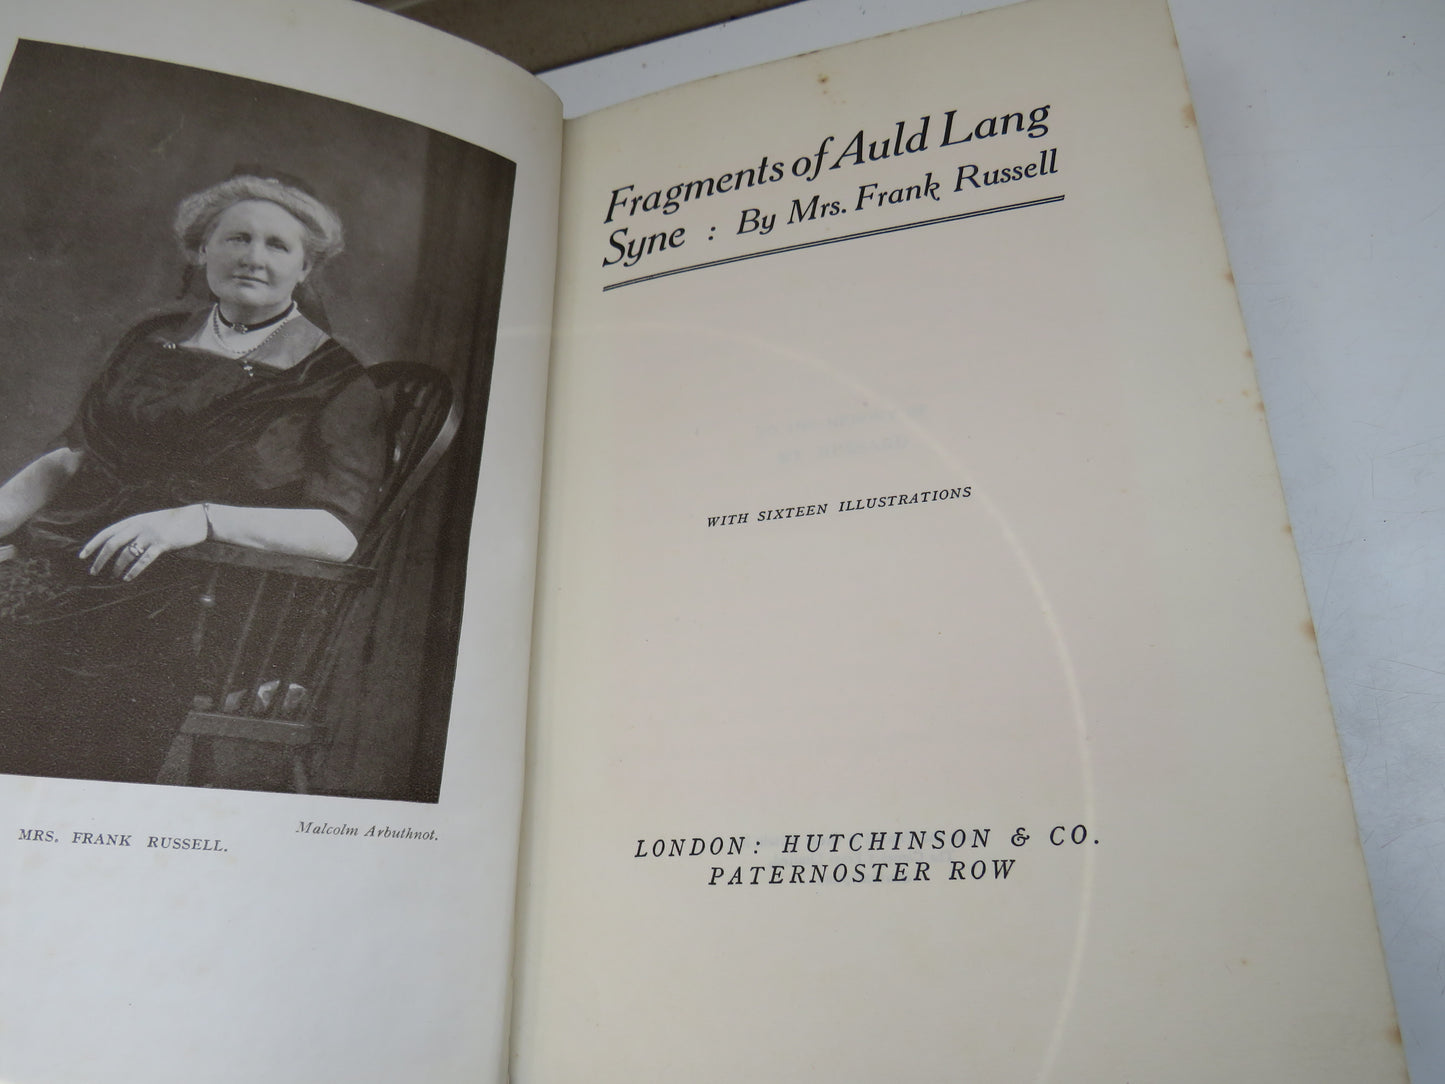 Malcolm Arbuthnot.
MRS. FRANK RUSSELL.
Fragments of Auld Lang
Syne : By Mrs. Frank Russell
WITH SIXTEEN ILLUSTRATIONS
LONDON: HUTCHINSON & CO.
PATERNOSTER ROW